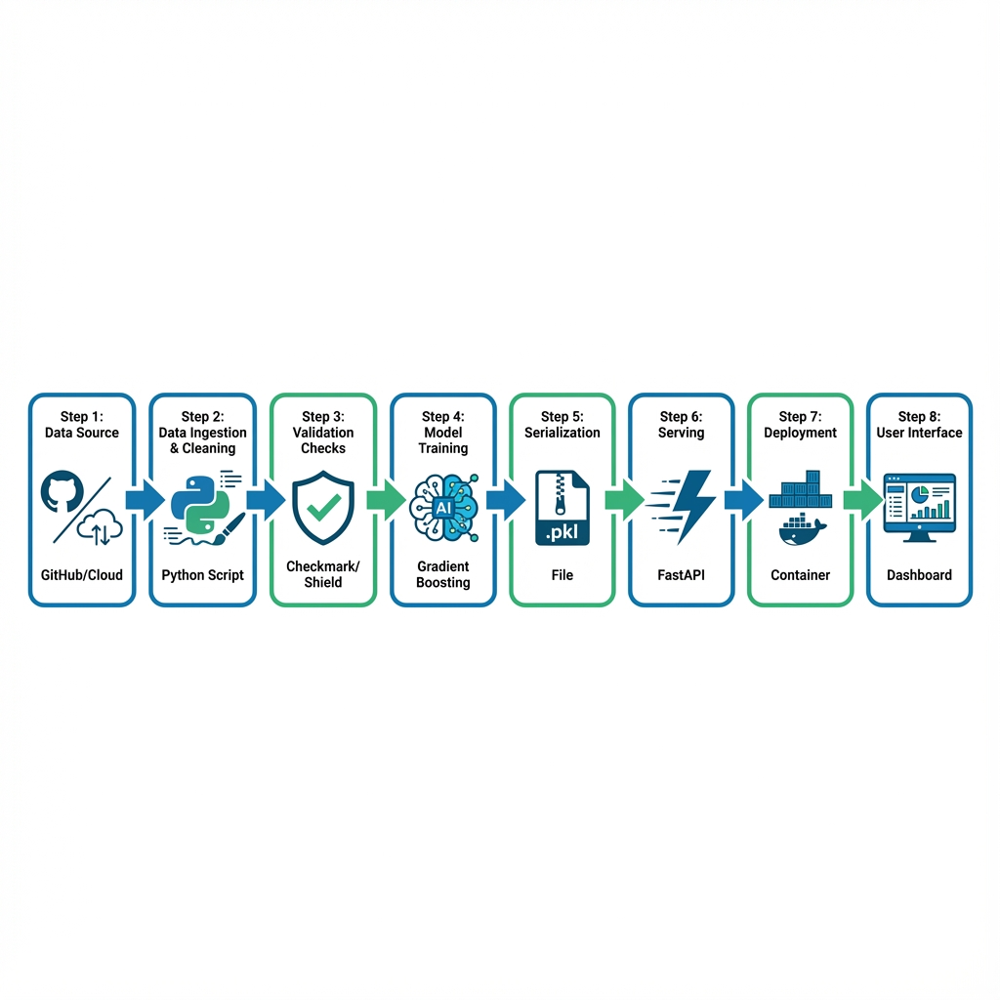 Step 1:
Data Source
GitHub/Cloud
Step 2:
Data Ingestion
& Cleaning
Python Script
Step 3:
Validation
Checks
Checkmark/
Shield
Step 4:
Model
Training
AI
Gradient
Boosting
Step 5:
Serialization
.pkl
File
Step 6:
Serving
FastAPI
Step 7:
Deployment
Container
Step 8:
User Interface
Dashboard